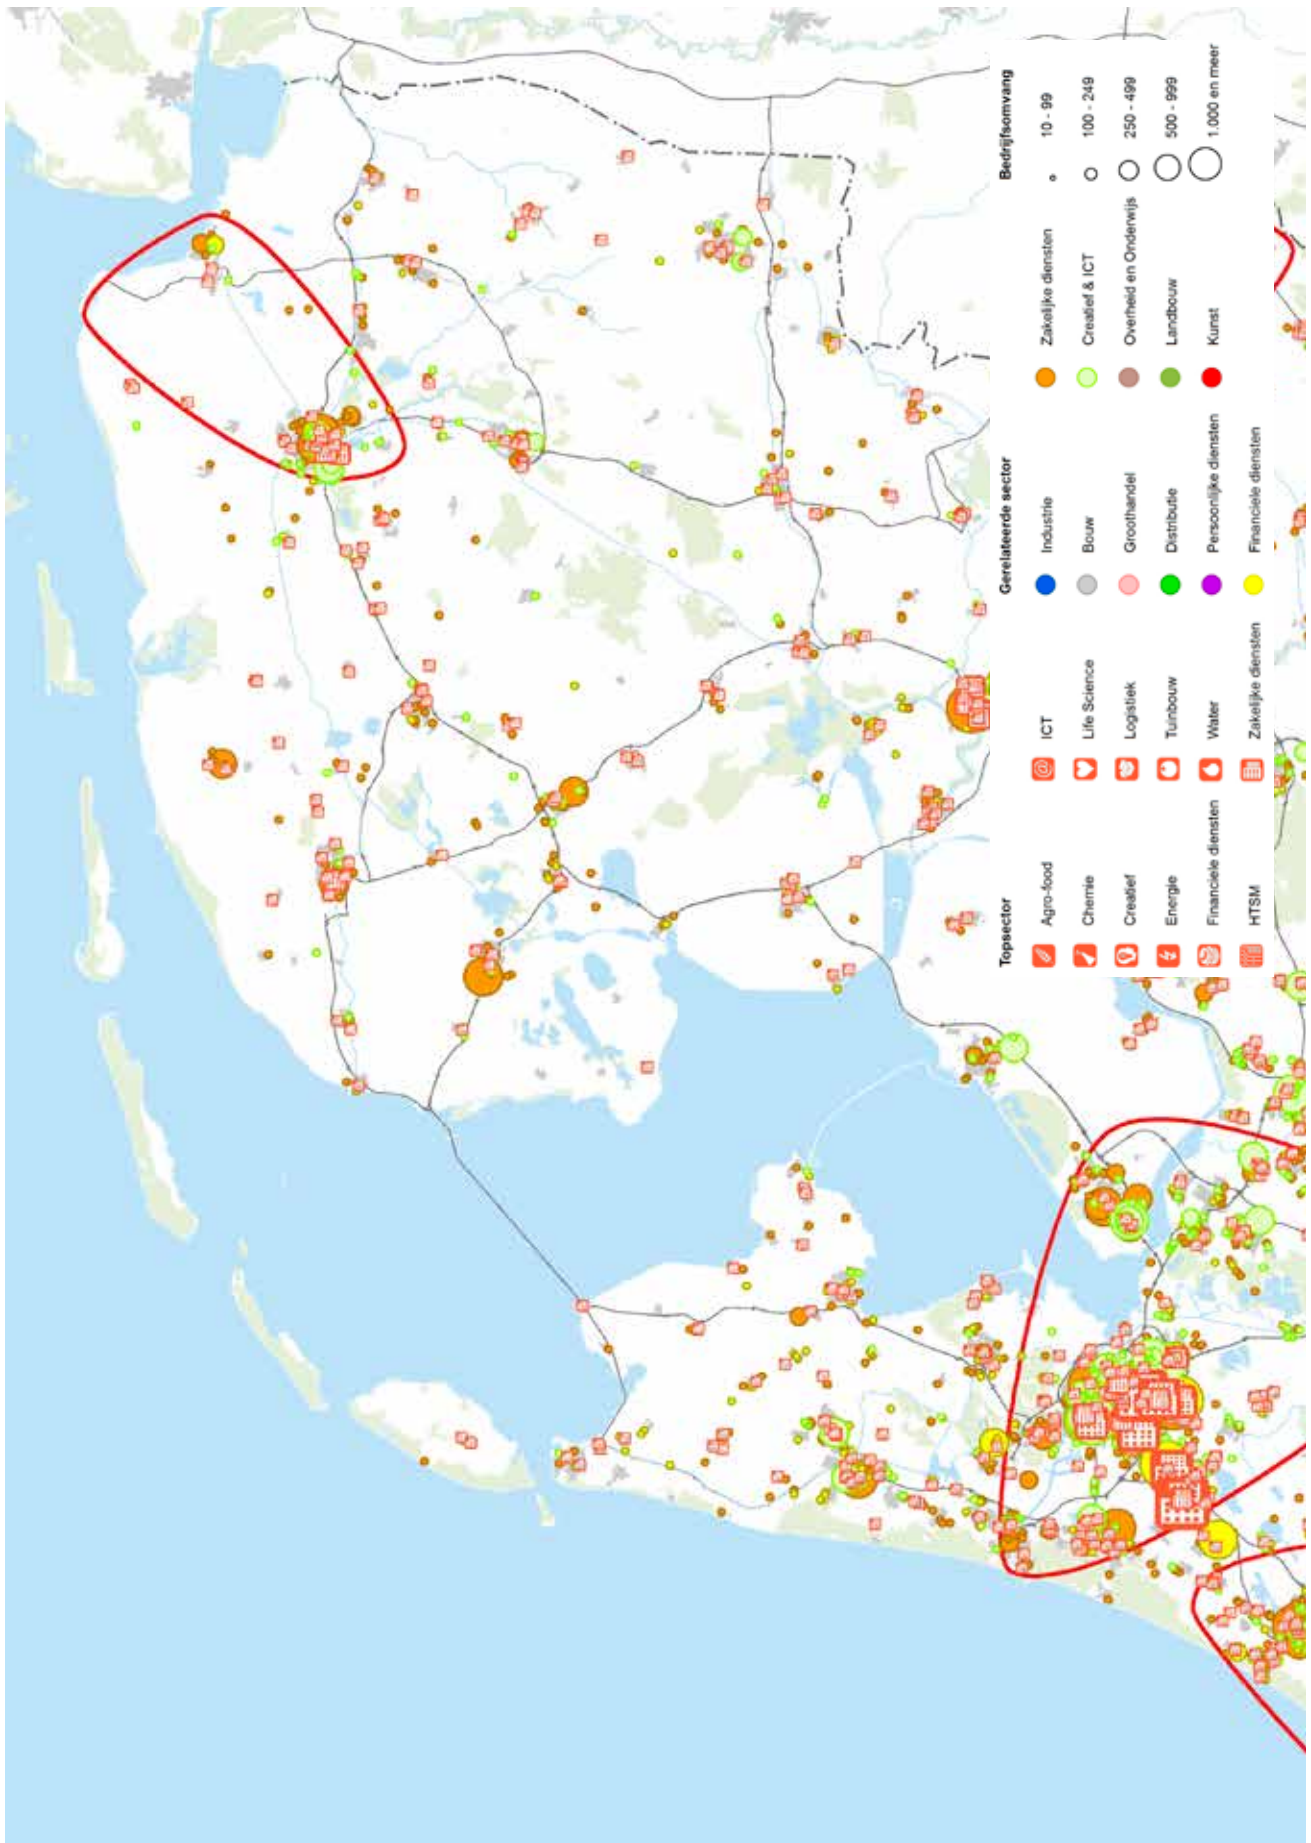 Topsector
Agro-food
Chemie
Creatief
Energie
Financiele diensten
HTSM
ICT
Life Science
Logistiek
Tuinbouw
Water
Zakelijke diensten
Gerelateerde sector
Industrie
Bouw
Groothandel
Distributie
Persoonlijke diensten
Financiele diensten
Zakelijke diensten
Creatief & ICT
Overheid en Onderwijs
Landbouw
Kunst
Bedrijfsomvang
10 - 99
100 - 249
250 - 499
500 - 999
1.000 en meer